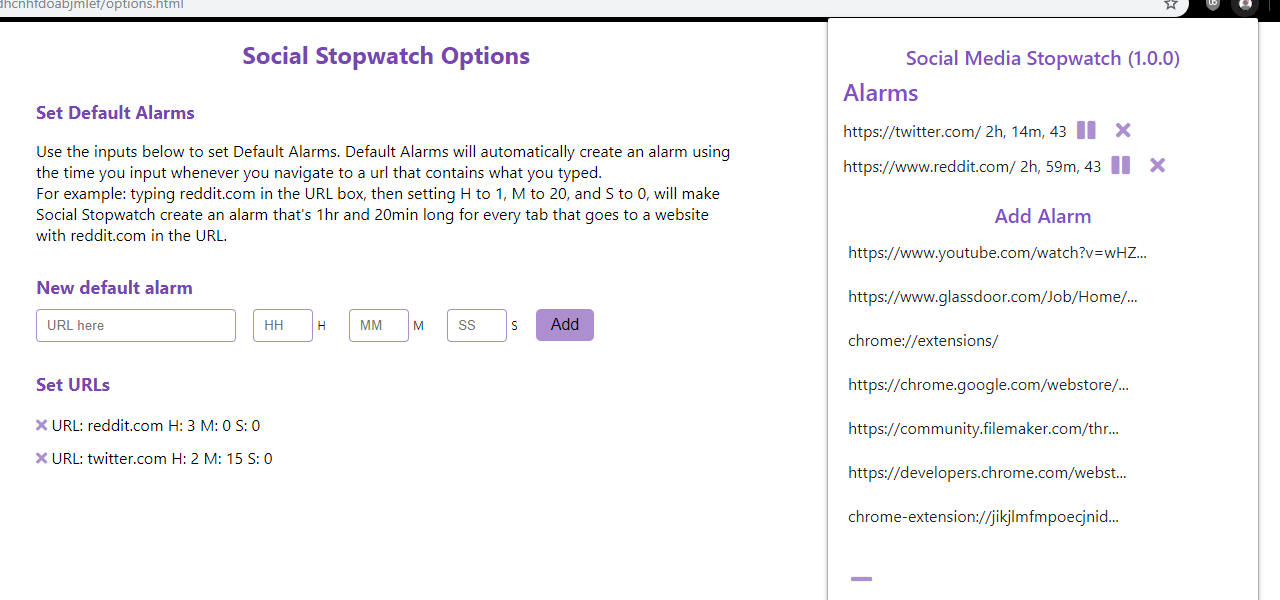 dhcnhfdoabjmlef/options.html
Social Stopwatch Options
Set Default Alarms
Use the inputs below to set Default Alarms. Default Alarms will automatically create an alarm using
the time you input whenever you navigate to a url that contains what you typed.
For example: typing reddit.com in the URL box, then setting H to 1, M to 20, and S to 0, will make
Social Stopwatch create an alarm that's 1hr and 20min long for every tab that goes to a website
with reddit.com in the URL.
New default alarm
URL here HH H MM M SS S Add
Set URLs
URL: reddit.com H: 3 M: 0 S: 0
URL: twitter.com H: 2 M: 15 S: 0
Social Media Stopwatch (1.0.0)
Alarms
https://twitter.com/ 2h, 14m, 43
https://www.reddit.com/ 2h, 59m, 43
Add Alarm
https://www.youtube.com/watch?v=wHZ...
https://www.glassdoor.com/Job/Home/...
chrome://extensions/
https://chrome.google.com/webstore/...
https://community.filemaker.com/thr...
https://developers.chrome.com/webst...
chrome-extension://jikjlmfmpoecjnid...